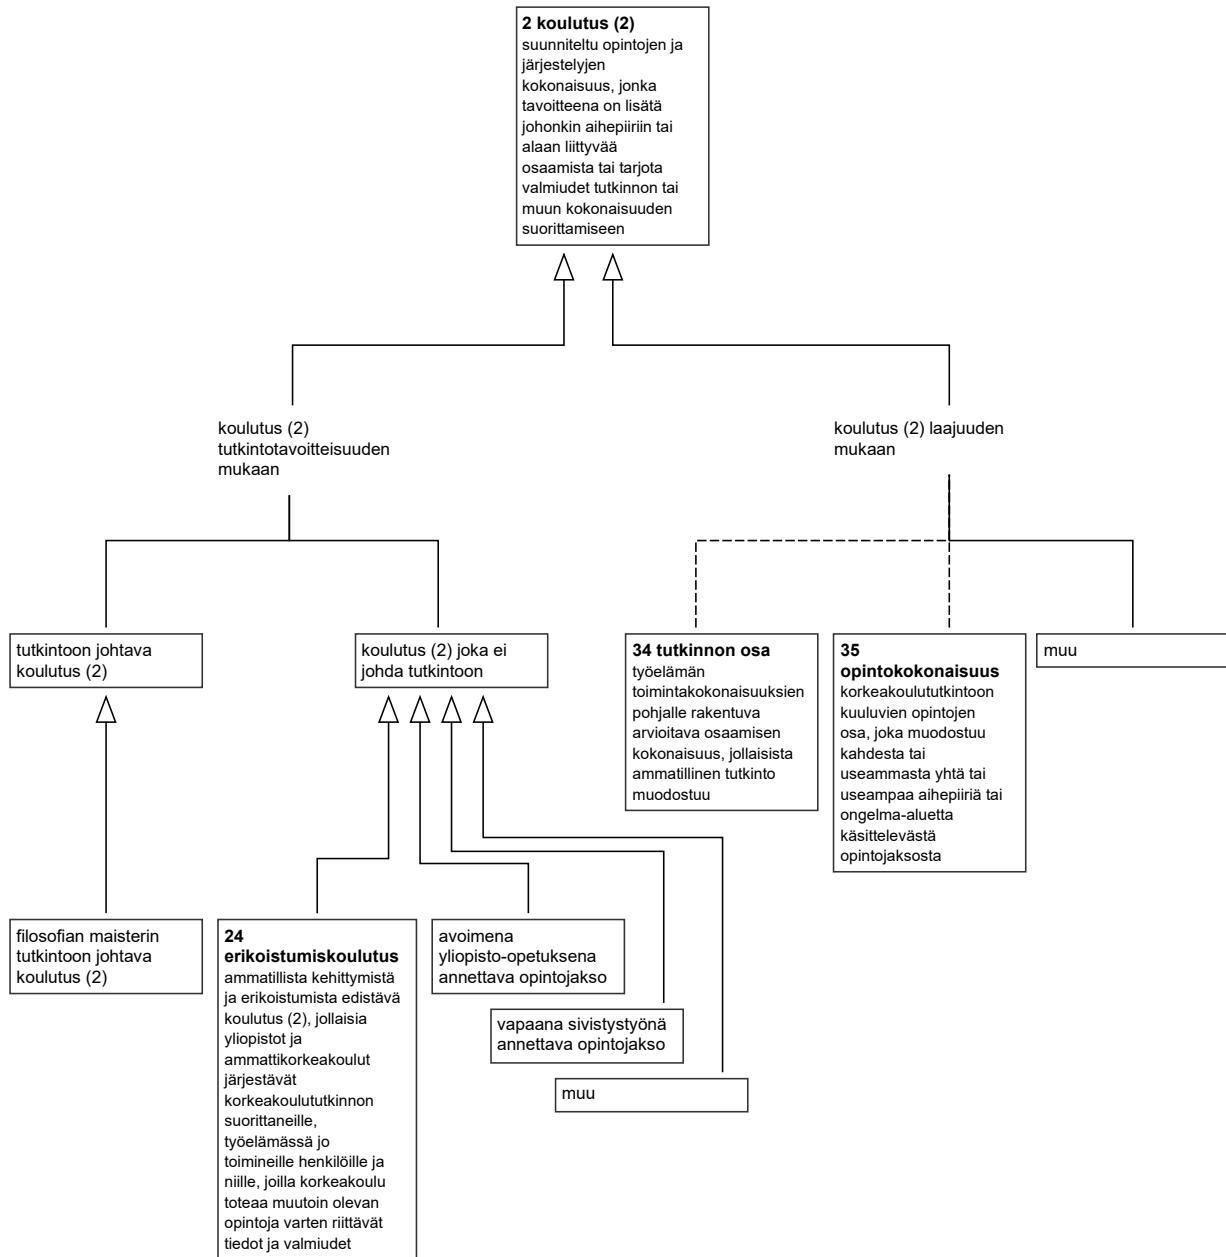 2 koulutus (2)
suunniteltu opintojen ja
järjestelyjen
kokonaisuus, jonka
tavoitteena on lisätä
johonkin aihepiiriin tai
alaan liittyvää
osaamista tai tarjota
valmiudet tutkinnon tai
muun kokonaisuuden
suorittamiseen
koulutus (2)
tutkintotavoitteisuuden
mukaan
koulutus (2) laajuuden
mukaan
tutkintoon johtava
koulutus (2)
koulutus (2) joka ei
johda tutkintoon
34 tutkinnon osa
työelämän
toimintakokonaisuuksien
pohjalle rakentuva
arvioitava osaamisen
kokonaisuus, jollaisista
ammatillinen tutkinto
muodostuu
35
opintokokonaisuus
korkeakoulututkintoon
kuuluvien opintojen
osa, joka muodostuu
kahdesta tai
useammasta yhtä tai
useampaa aihepiiriä tai
ongelma-aluetta
käsittelevästä
opintojaksosta
muu
filosofian maisterin
tutkintoon johtava
koulutus (2)
24
erikoistumiskoulutus
ammatillista kehittymistä
ja erikoistumista edistävä
koulutus (2), jollaisia
yliopistot ja
ammattikorkeakoulut
järjestävät
korkeakoulututkinnon
suorittaneille,
työelämässä jo
toimineille henkilöille ja
niille, joilla korkeakoulu
toteaa muutoin olevan
opintoja varten riittävät
tiedot ja valmiudet
avoimena
yliopisto-opetuksena
annettava opintojakso
vapaana sivistystyönä
annettava opintojakso
muu